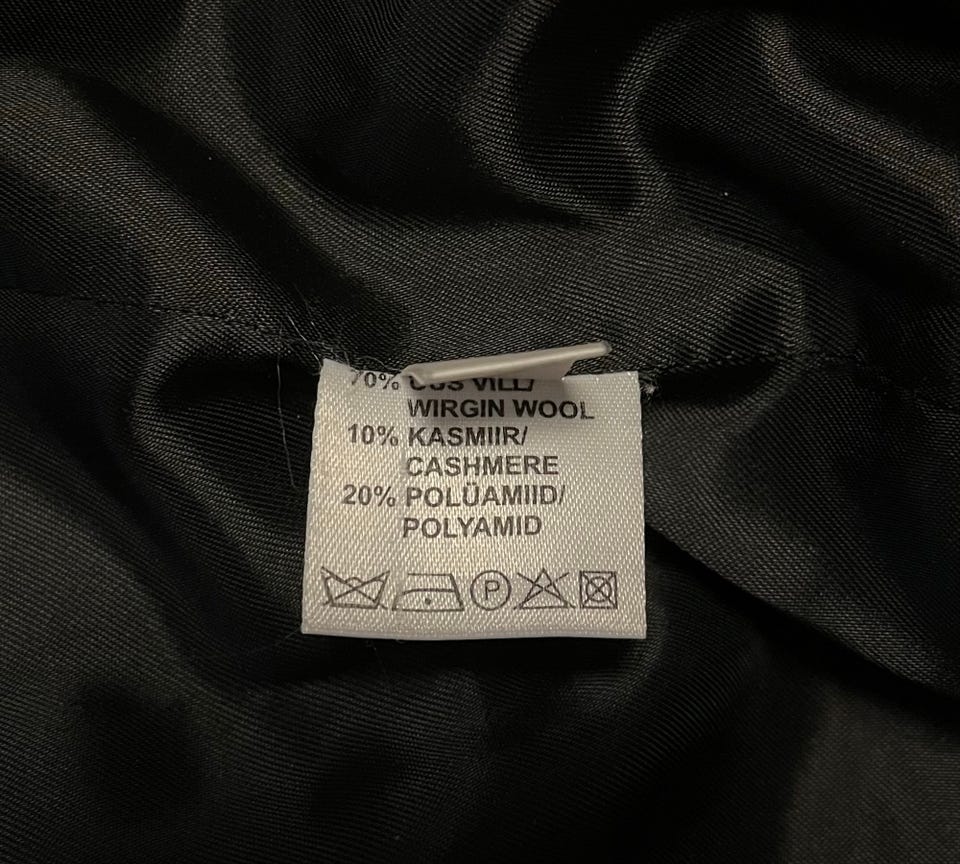 70% UUS VILL/
WIRGIN WOOL
10% KASMIIR/
CASHMERE
20% POLÜAMIID/
POLYAMID
P